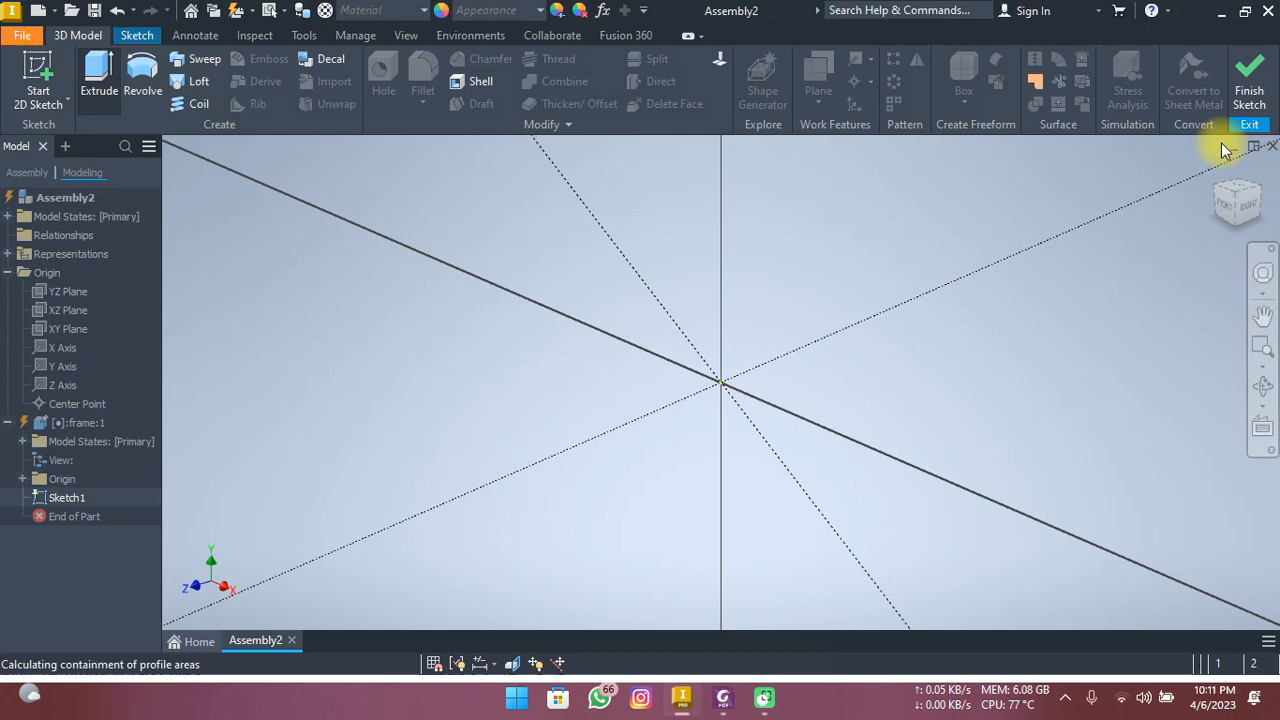 Material
Appearance
fx
Assembly2
Search Help & Commands...
Sign In
File
3D Model
Sketch
Annotate
Inspect
Tools
Manage
View
Environments
Collaborate
Fusion 360
Start
2D Sketch
Extrude
Revolve
Sweep
Loft
Coil
Emboss
Derive
Rib
Decal
Import
Unwrap
Hole
Fillet
Chamfer
Shell
Draft
Thread
Combine
Thicken/ Offset
Split
Direct
Delete Face
Shape
Generator
Plane
Box
Stress
Analysis
Convert to
Sheet Metal
Finish
Sketch
Sketch
Create
Modify
Explore
Work Features
Pattern
Create Freeform
Surface
Simulation
Convert
Exit
Model
Assembly
Modeling
Assembly2
Model States: [Primary]
Relationships
Representations
Origin
YZ Plane
XZ Plane
XY Plane
X Axis
Y Axis
Z Axis
Center Point
[●]:frame:1
Model States: [Primary]
View:
Origin
Sketch1
End of Part
FRONT
RIGHT
Y
Z
X
Home
Assembly2
Calculating containment of profile areas
1
2
66
I
PRO
PCF
↑: 0.05 KB/s
↓: 0.00 KB/s
MEM: 6.08 GB
CPU: 77 °C
10:11 PM
4/6/2023